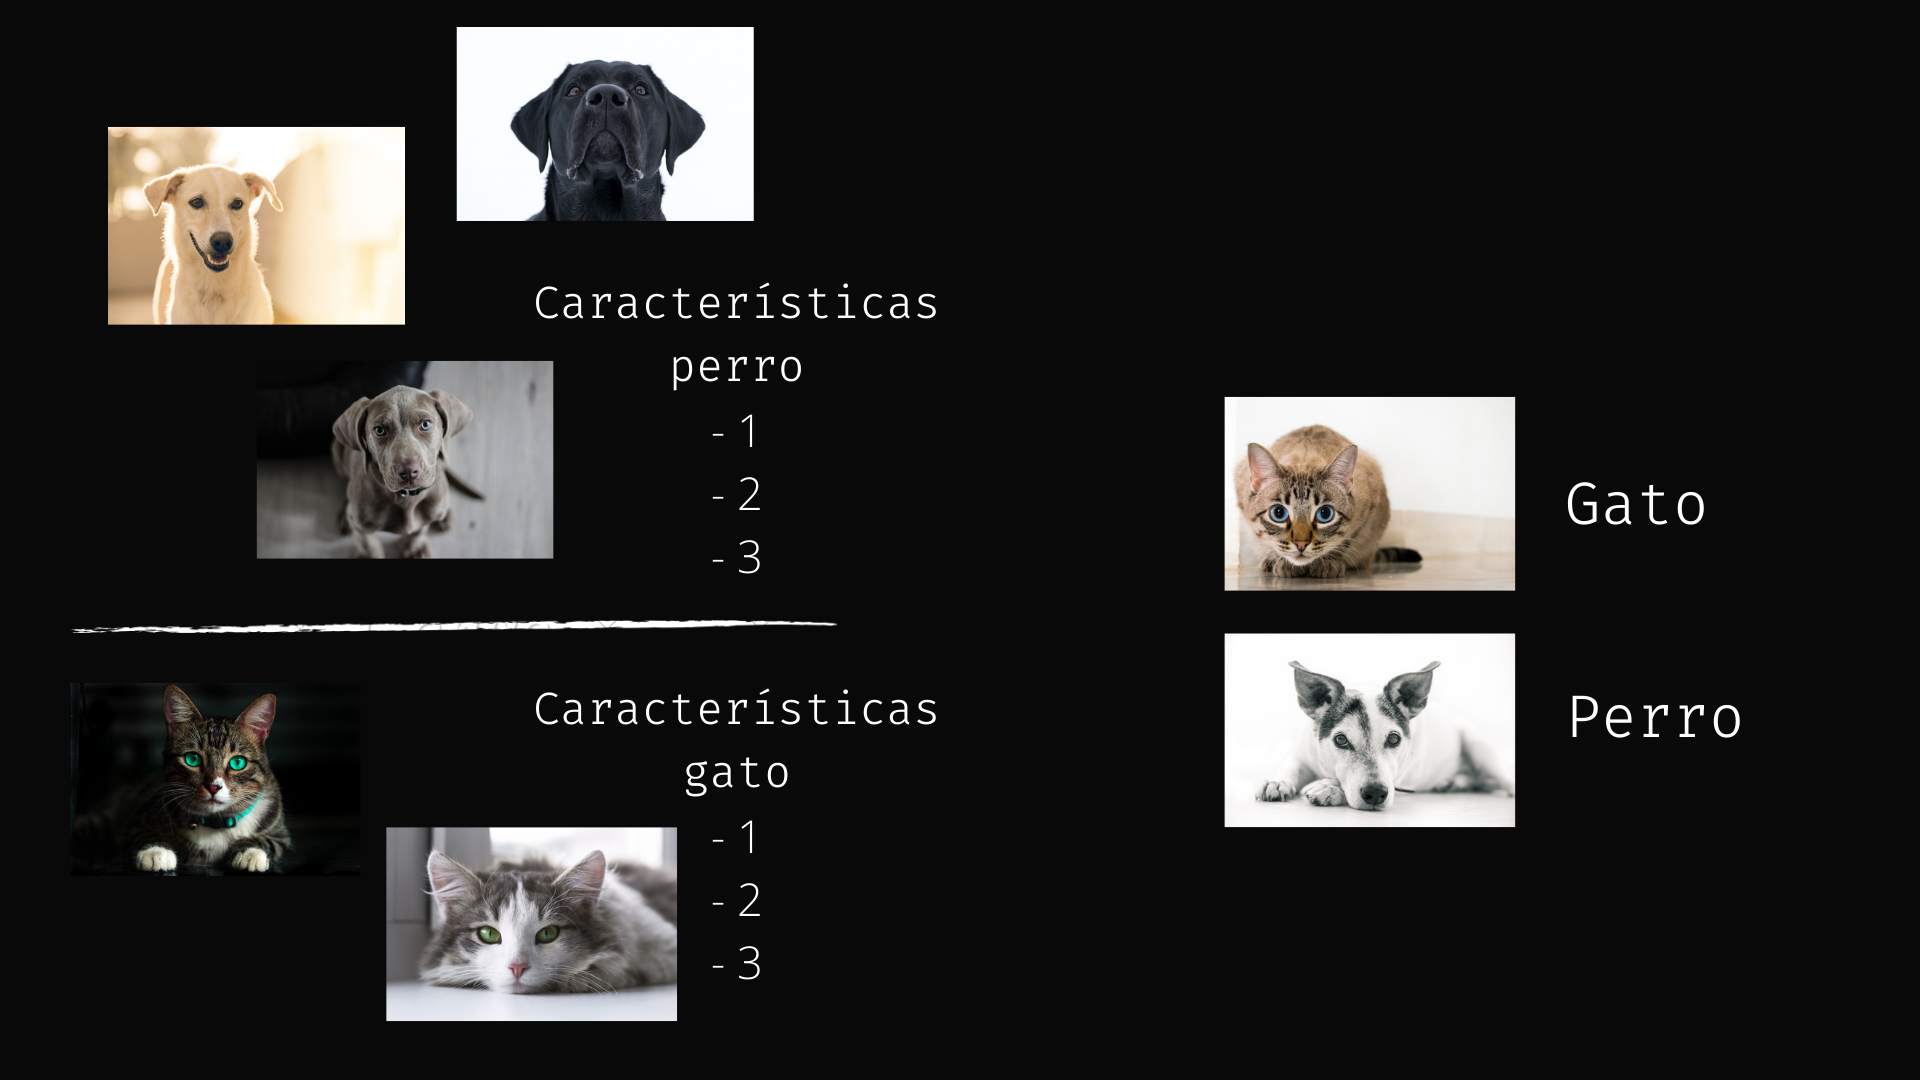 Características
perro
- 1
- 2
- 3
Características
gato
- 1
- 2
- 3
Gato
Perro